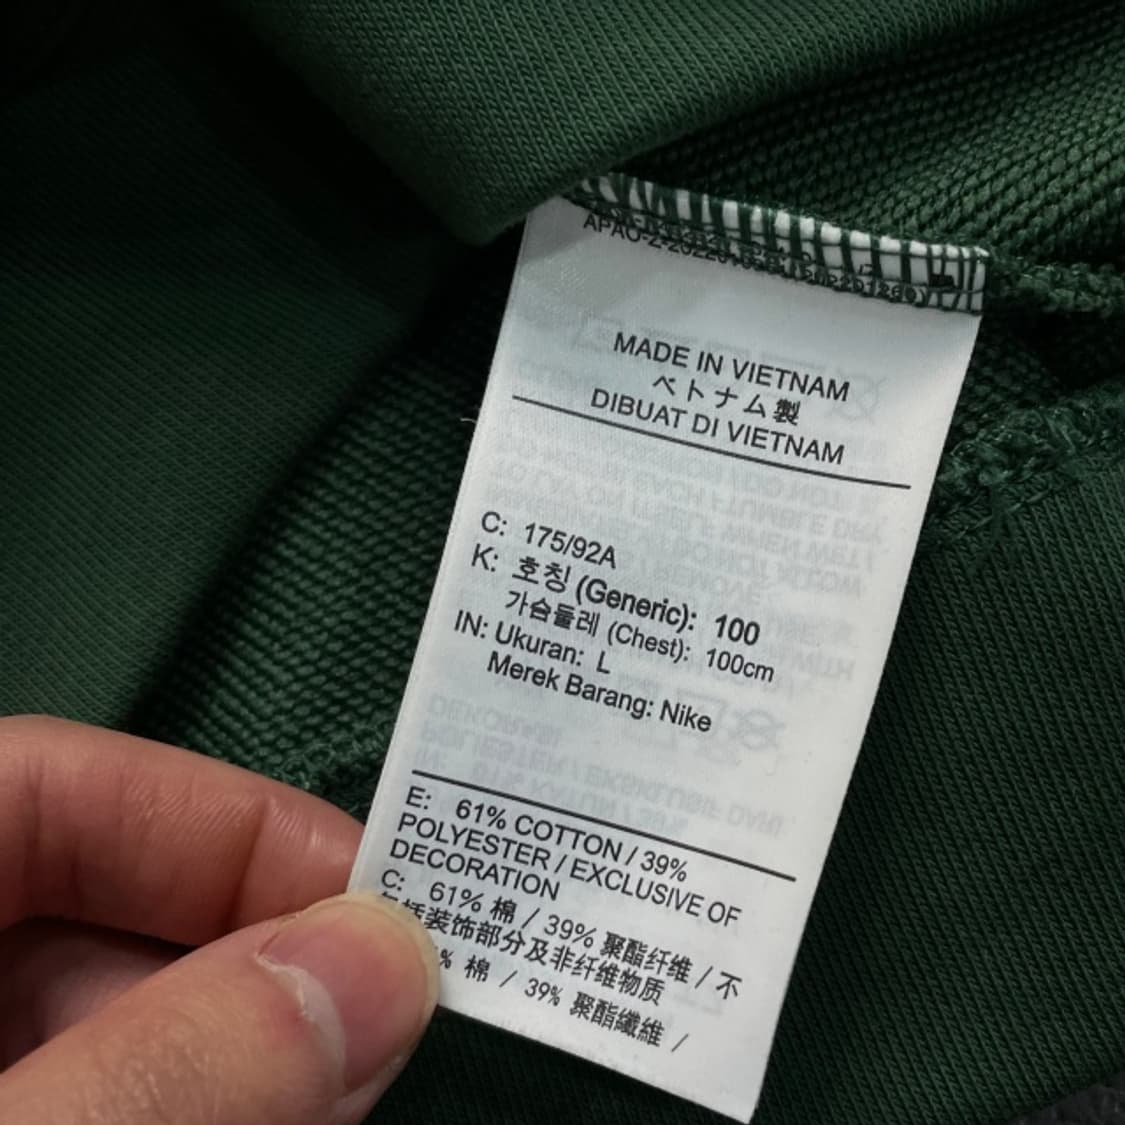 MADE IN VIETNAM
ベトナム製
DIBUAT DI VIETNAM
C: 175/92A
K: 호칭 (Generic): 100
가슴둘레 (Chest): 100cm
IN: Ukuran: L
Merek Barang: Nike
E: 61% COTTON / 39%
POLYESTER / EXCLUSIVE OF
DECORATION
C: 61% 棉 / 39% 聚酯纤维 / 不
包括装饰部分及非纤维物质
% 棉 / 39% 聚酯纖維 /